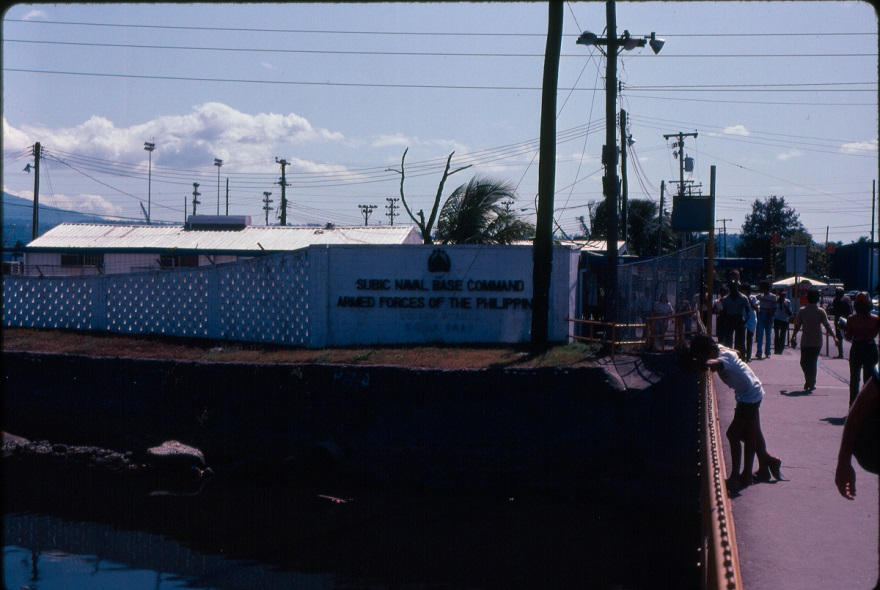 SUBIC NAVAL BASE COMMAND
ARMED FORCES OF THE PHILIPPIN